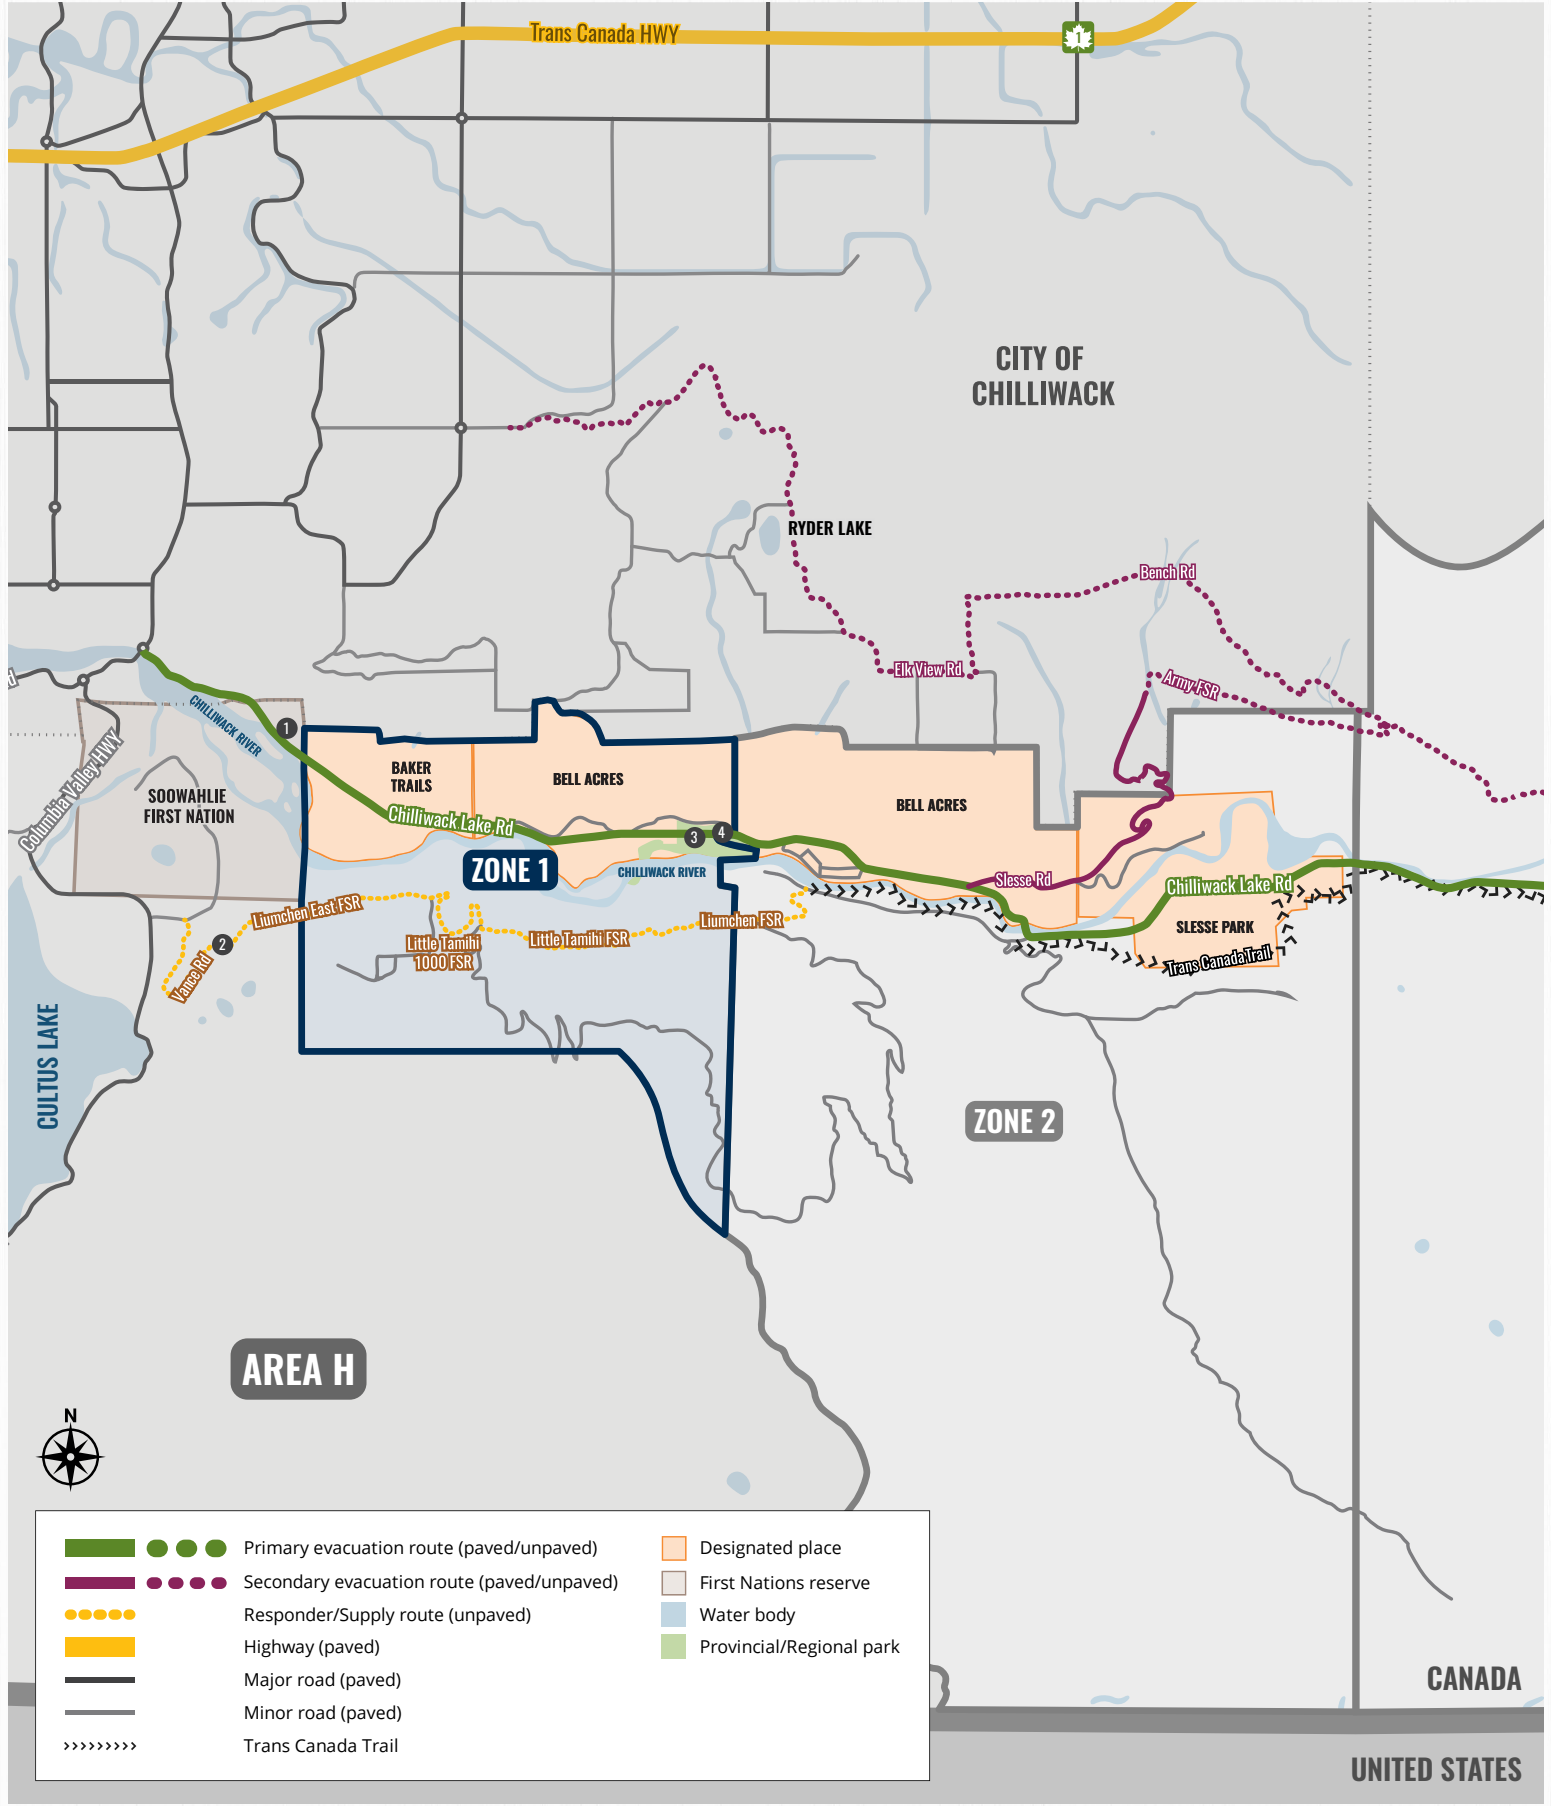 Trans Canada HWY
1
CITY OF
CHILLIWACK
RYDER LAKE
Bench Rd
Elk View Rd
Army FSR
d
CHILLIWACK RIVER
1
Columbia Valley HWY
SOOWAHLIE
FIRST NATION
BAKER
TRAILS
BELL ACRES
BELL ACRES
Chilliwack Lake Rd
3
4
ZONE 1
CHILLIWACK RIVER
Slesse Rd
Chilliwack Lake Rd
SLESSE PARK
Trans Canada Trail
Liumchen East FSR
Liumchen FSR
2
Vance Rd
Little Tamihi
1000 FSR
Little Tamihi FSR
CULTUS LAKE
ZONE 2
AREA H
N
Primary evacuation route (paved/unpaved)
Secondary evacuation route (paved/unpaved)
Responder/Supply route (unpaved)
Highway (paved)
Major road (paved)
Minor road (paved)
Trans Canada Trail
Designated place
First Nations reserve
Water body
Provincial/Regional park
CANADA
UNITED STATES